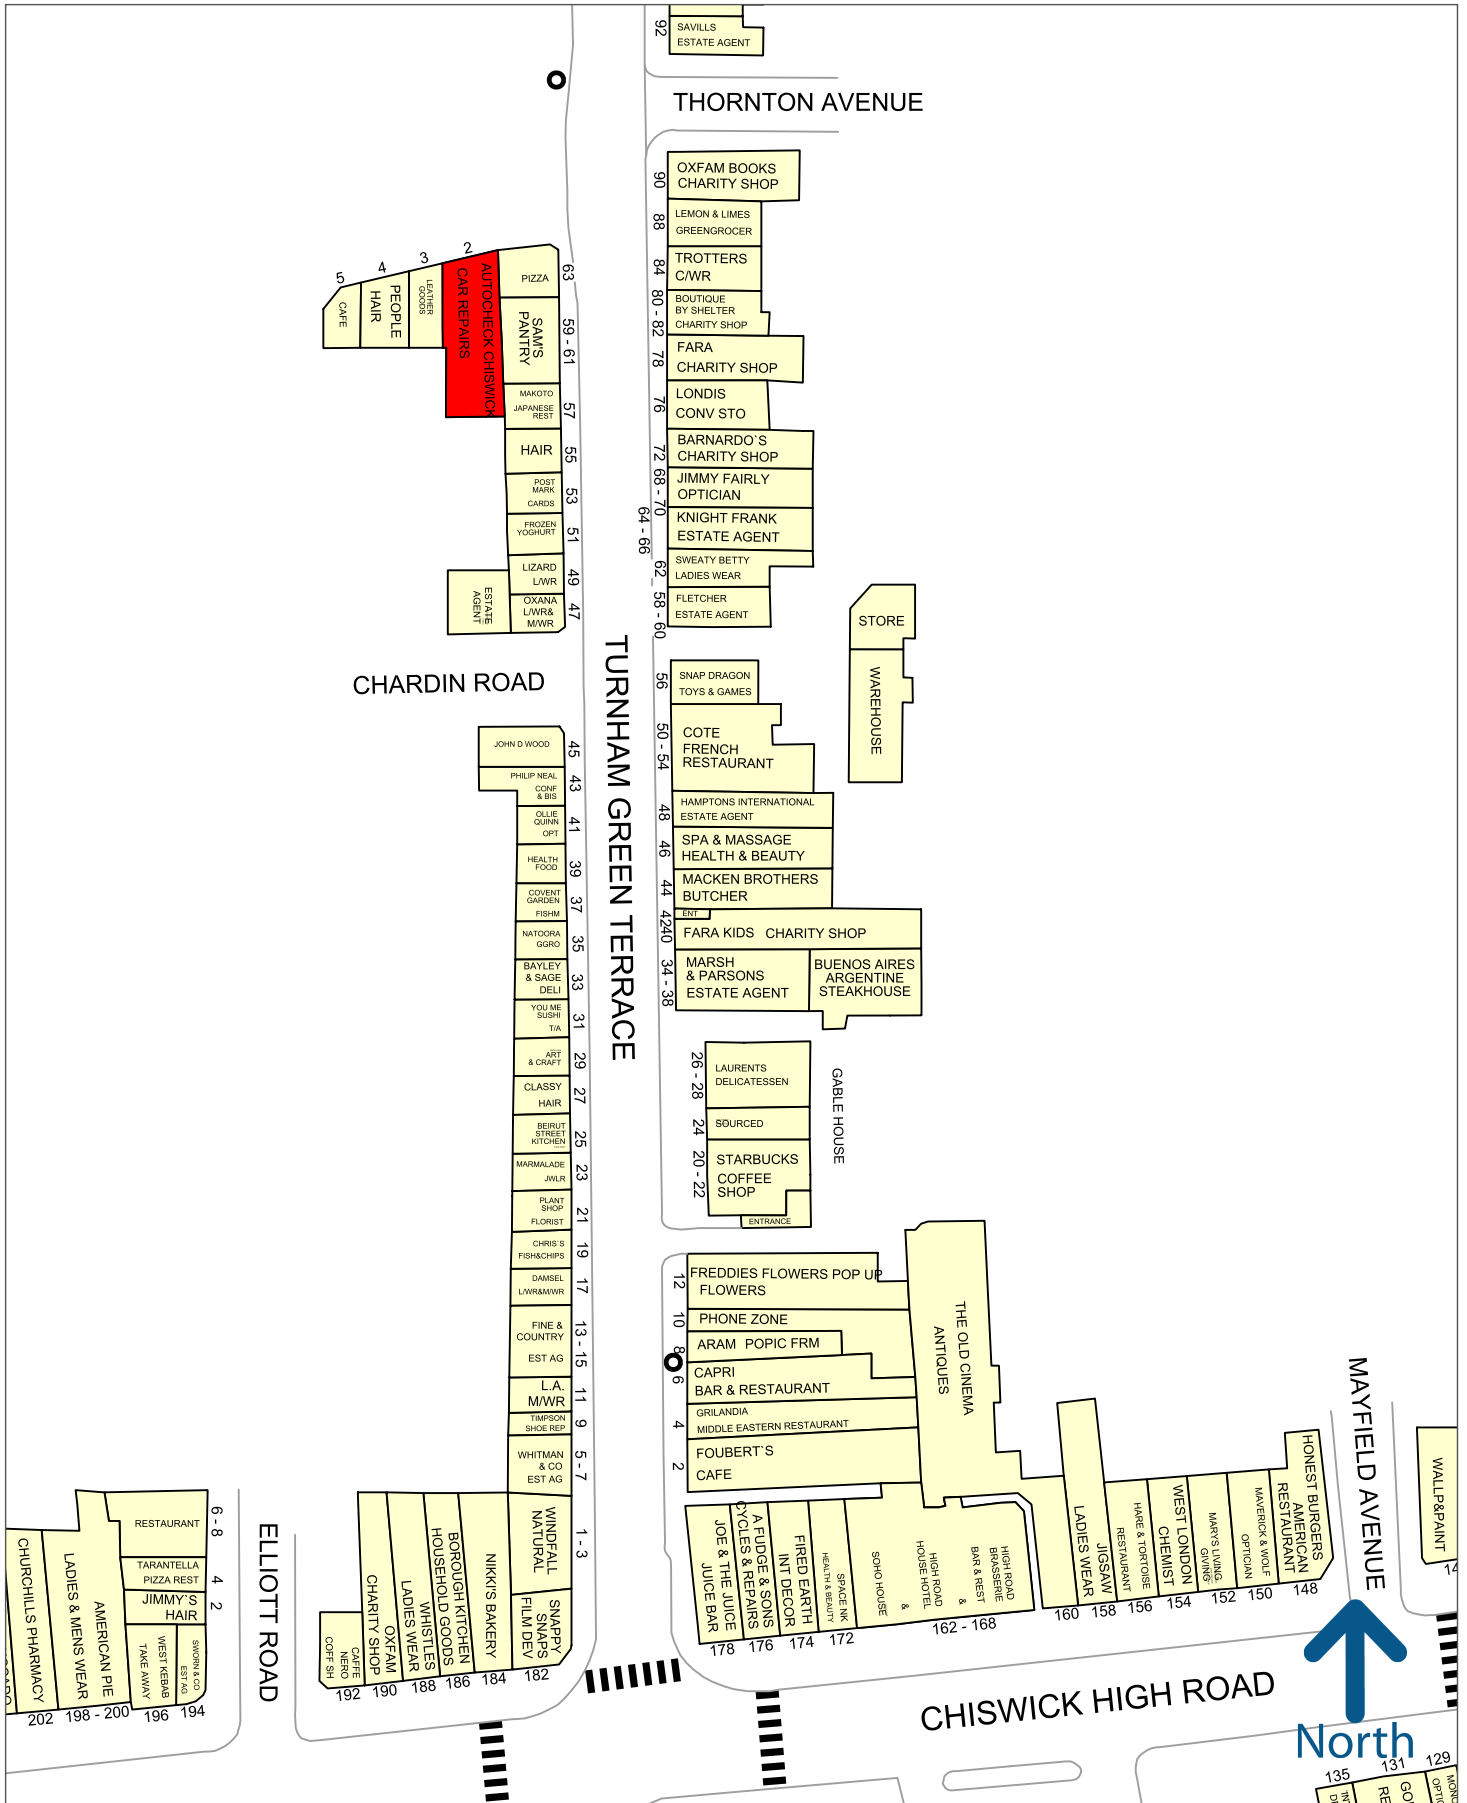 92
SAVILLS
ESTATE AGENT
THORNTON AVENUE
90
OXFAM BOOKS
CHARITY SHOP
88
LEMON & LIMES
GREENGROCER
84
TROTTERS
C/WR
80 - 82
BOUTIQUE
BY SHELTER
CHARITY SHOP
78
FARA
CHARITY SHOP
76
LONDIS
CONV STO
72
BARNARDO`S
CHARITY SHOP
68 - 70
JIMMY FAIRLY
OPTICIAN
64 - 66
KNIGHT FRANK
ESTATE AGENT
62
SWEATY BETTY
LADIES WEAR
58 - 60
FLETCHER
ESTATE AGENT
5
CAFE
4
PEOPLE
HAIR
3
LEATHER
GOODS
2
AUTOCHECK CHISWICK
CAR REPAIRS
PIZZA
63
SAM'S
PANTRY
59 - 61
MAKOTO
JAPANESE
REST
57
HAIR
55
POST
MARK
CARDS
53
FROZEN
YOGHURT
51
LIZARD
L/WR
49
OXANA
L/WR&
M/WR
47
ESTATE
AGENT
STORE
WAREHOUSE
CHARDIN ROAD
TURNHAM GREEN TERRACE
56
SNAP DRAGON
TOYS & GAMES
50 - 54
COTE
FRENCH
RESTAURANT
48
HAMPTONS INTERNATIONAL
ESTATE AGENT
46
SPA & MASSAGE
HEALTH & BEAUTY
44
MACKEN BROTHERS
BUTCHER
42
ENT
40
FARA KIDS CHARITY SHOP
34 - 38
MARSH
& PARSONS
ESTATE AGENT
BUENOS AIRES
ARGENTINE
STEAKHOUSE
26 - 28
LAURENTS
DELICATESSEN
24
SOURCED
20 - 22
STARBUCKS
COFFEE
SHOP
ENTRANCE
GABLE HOUSE
JOHN D WOOD
45
PHILIP NEAL
CONF
& BIS
43
OLLIE
QUINN
OPT
41
HEALTH
FOOD
39
COVENT
GARDEN
FISHM
37
NATOORA
GGRO
35
BAYLEY
& SAGE
DELI
33
YOU ME
SUSHI
T/A
31
ART
& CRAFT
29
CLASSY
HAIR
27
BEIRUT
STREET
KITCHEN
25
MARMALADE
JWLR
23
PLANT
SHOP
FLORIST
21
CHRIS`S
FISH&CHIPS
19
DAMSEL
L/WR&M/WR
17
FINE &
COUNTRY
EST AG
13 - 15
L.A.
M/WR
11
TIMPSON
SHOE REP
9
WHITMAN
& CO
EST AG
5 - 7
WINDFALL
NATURAL
1 - 3
12
FREDDIES FLOWERS POP UP
FLOWERS
10
PHONE ZONE
8
ARAM POPIC FRM
6
CAPRI
BAR & RESTAURANT
4
GRILANDIA
MIDDLE EASTERN RESTAURANT
2
FOUBERT`S
CAFE
THE OLD CINEMA
ANTIQUES
6 - 8
RESTAURANT
4
TARANTELLA
PIZZA REST
2
JIMMY`S
HAIR
CHURCHILLS PHARMACY
202
AMERICAN PIE
LADIES & MENS WEAR
198 - 200
WEST KEBAB
TAKE AWAY
196
SWORN & CO
EST AG
194
ELLIOTT ROAD
CAFFE
NERO
COFF SH
192
OXFAM
CHARITY SHOP
190
WHISTLES
LADIES WEAR
188
BOROUGH KITCHEN
HOUSEHOLD GOODS
186
NIKKI'S BAKERY
184
SNAPPY
SNAPS
FILM DEV
182
JOE & THE JUICE
JUICE BAR
178
A FUDGE & SONS
CYCLES & REPAIRS
176
FIRED EARTH
INT DECOR
174
SPACE NK
HEALTH & BEAUTY
172
SOHO HOUSE
&
HIGH ROAD
HOUSE HOTEL
&
HIGH ROAD
BRASSERIE
BAR & REST
162 - 168
LADIES WEAR
160
JIGSAW
158
HARE & TORTOISE
RESTAURANT
156
WEST LONDON
CHEMIST
154
MARYS LIVING
GIVING
152
MAVERICK & WOLF
OPTICIAN
150
HONEST BURGERS
AMERICAN
RESTAURANT
148
MAYFIELD AVENUE
WALLP&PAINT
CHISWICK HIGH ROAD
North
135
131
129